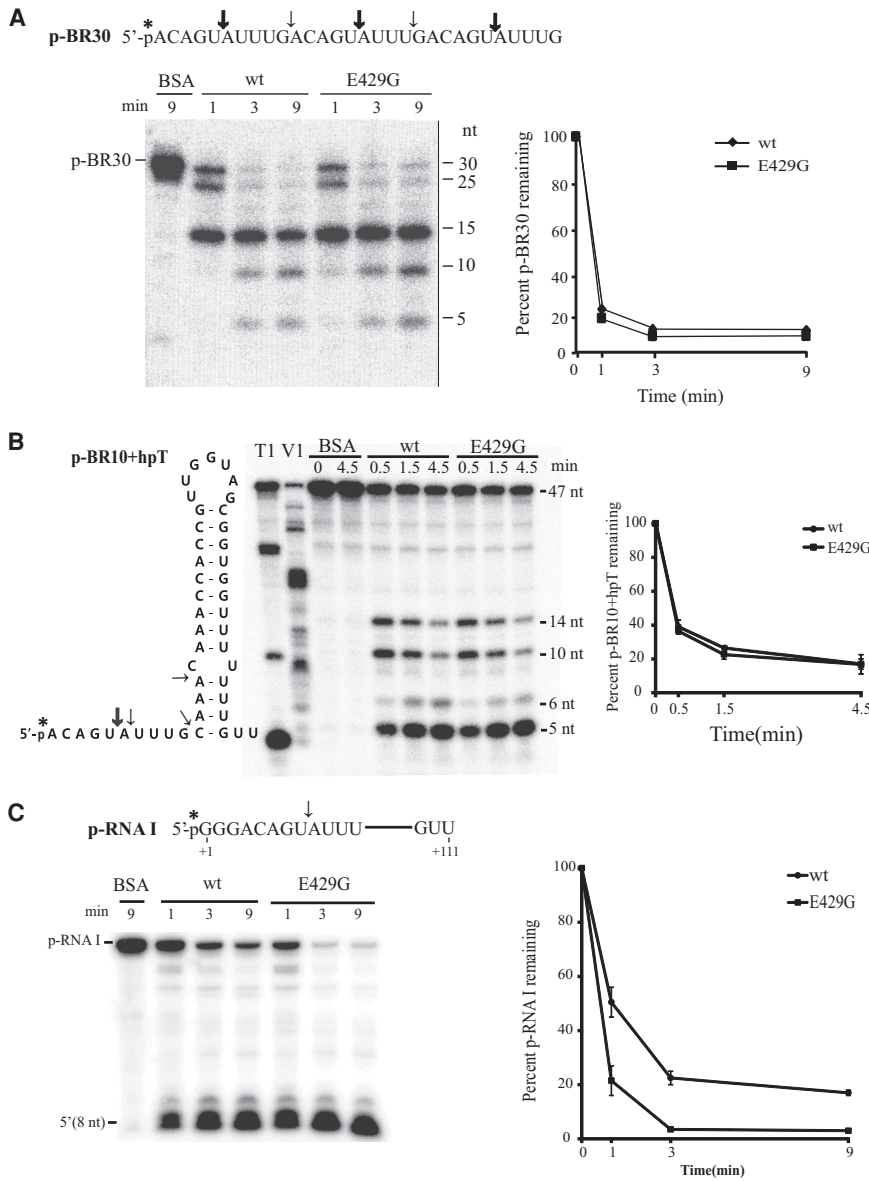 A
p-BR30 5'-pACAGUAUUUGACAGUAUUUGACAGUAUUUG
*
BSA wt E429G
min 9 1 3 9 1 3 9
nt
p-BR30
30
25
15
10
5
Percent p-BR30 remaining
100
80
60
40
20
0
0 1 3 9
Time (min)
wt
E429G
B
p-BR10+hpT
G G U
U A
U G
G - C
C - G
C - G
A - U
C - G
C - G
A - U
A - U
C U
A - U
A - U
A - U
*
5'-p A C A G U A U U U G C - G U U
T1 V1 BSA wt E429G
0 4.5 0.5 1.5 4.5 0.5 1.5 4.5 min
47 nt
14 nt
10 nt
6 nt
5 nt
Percent p-BR10+hpT remaining
100
80
60
40
20
0
0 0.5 1.5 4.5
Time(min)
wt
E429G
C
p-RNA I 5'-pGGGACAGUAUUU GUU
*
+1 +111
BSA wt E429G
min 9 1 3 9 1 3 9
p-RNA I
5'(8 nt)
Percent p-RNA I remaining
100
80
60
40
20
0
0 1 3 9
Time(min)
wt
E429G